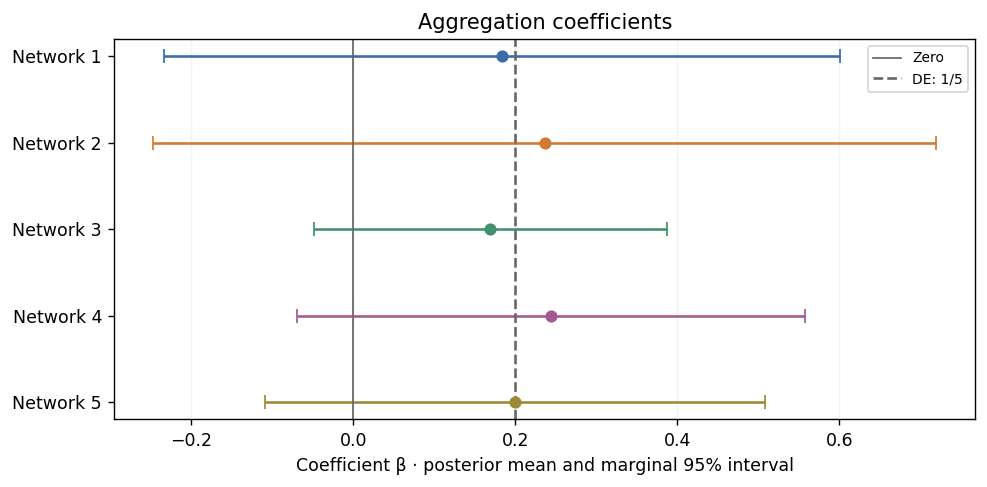 Aggregation coefficients
Network 1
Network 2
Network 3
Network 4
Network 5
Zero
DE: 1/5
−0.2 0.0 0.2 0.4 0.6
Coefficient β · posterior mean and marginal 95% interval